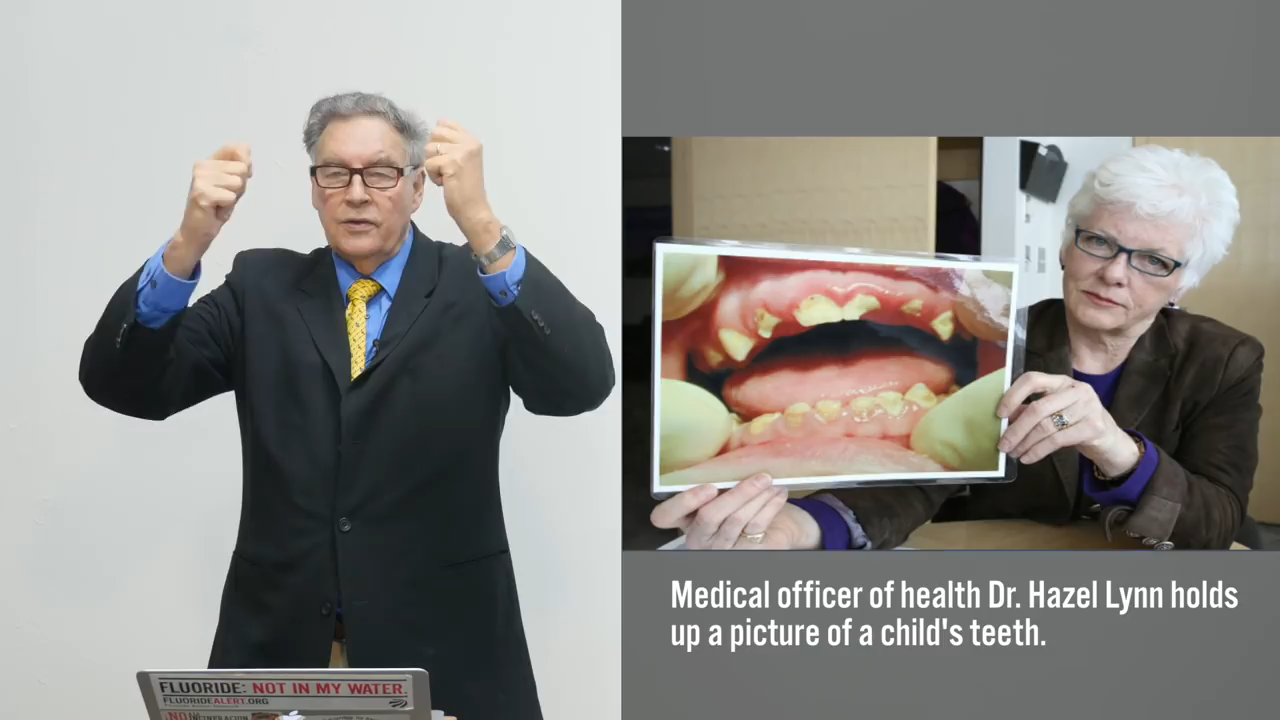 FLUORIDE: NOT IN MY WATER.
FLUORIDEALERT.ORG
Medical officer of health Dr. Hazel Lynn holds
up a picture of a child's teeth.